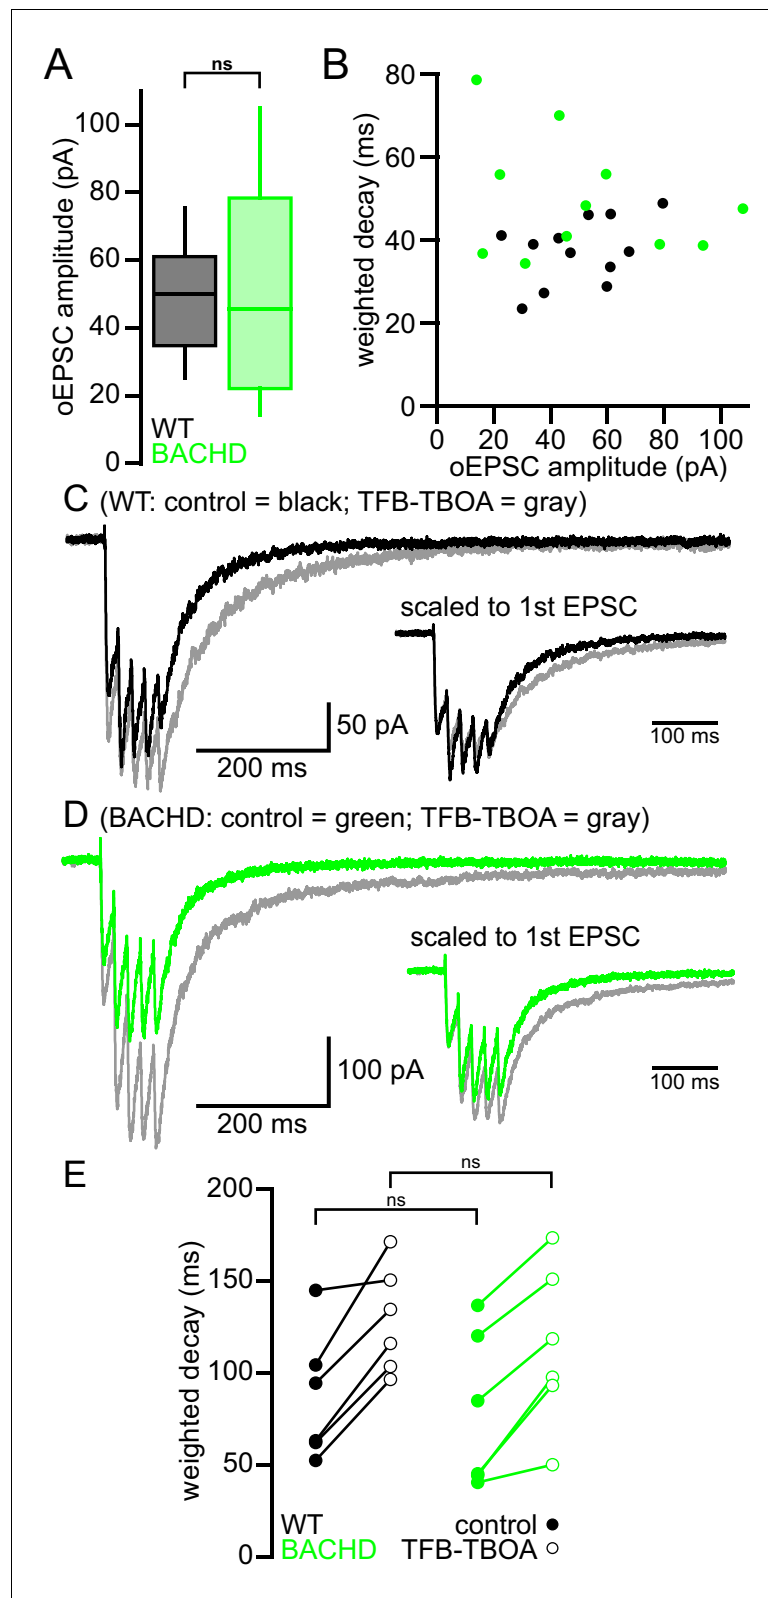 A
ns
oEPSC amplitude (pA)
100
80
60
40
20
0
WT
BACHD
B
weighted decay (ms)
80
60
40
20
0
0 20 40 60 80 100
oEPSC amplitude (pA)
C (WT: control = black; TFB-TBOA = gray)
scaled to 1st EPSC
50 pA
200 ms
100 ms
D (BACHD: control = green; TFB-TBOA = gray)
scaled to 1st EPSC
100 pA
200 ms
100 ms
E
ns
ns
weighted decay (ms)
200
150
100
50
0
WT
BACHD
control
TFB-TBOA